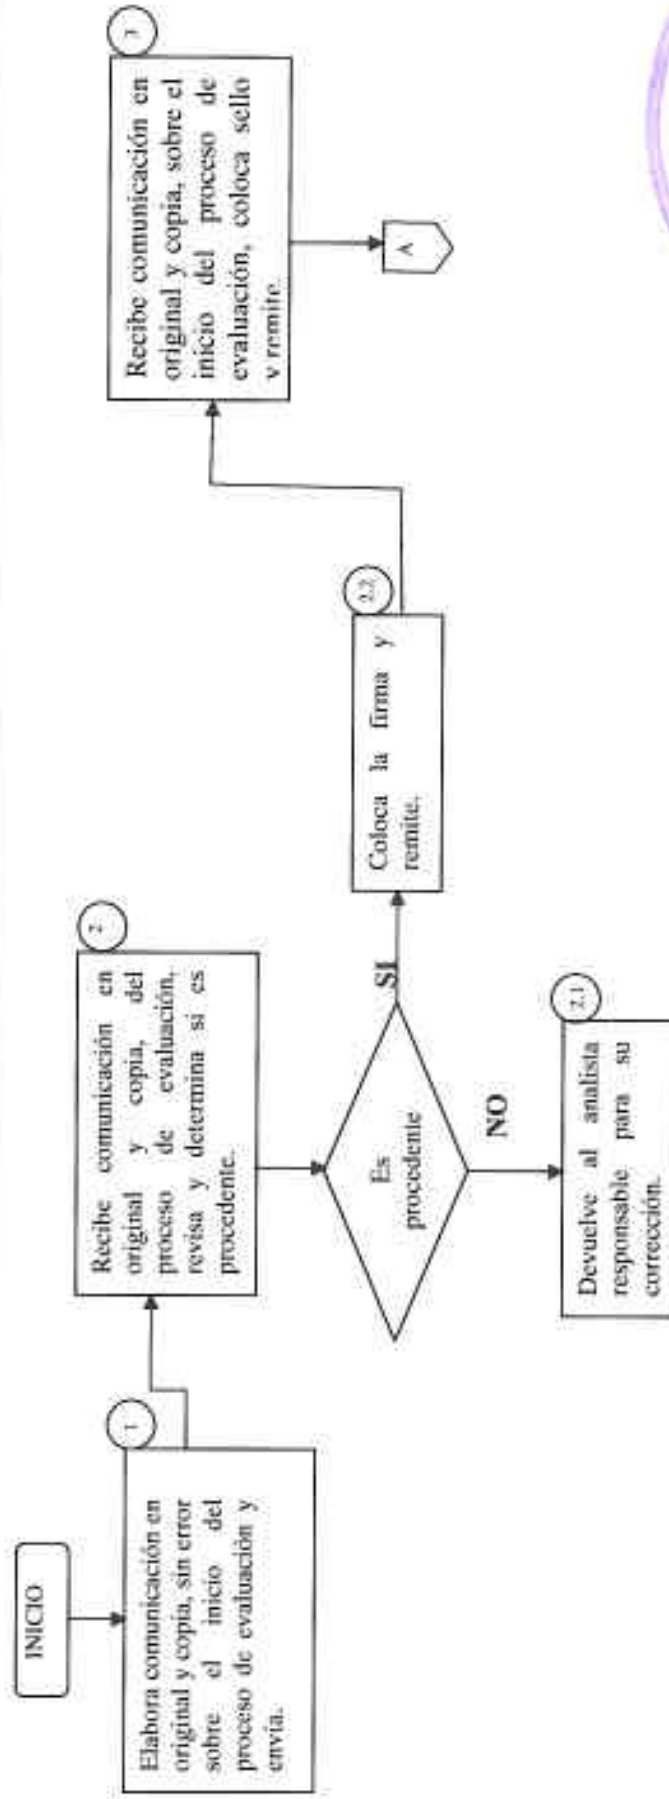 INICIO
1
Elabora comunicación en
original y copia, sin error
sobre el inicio del
proceso de evaluación y
envía.
2
Recibe comunicación en
original y copia, del
proceso de evaluación,
revisa y determina si es
procedente.
Es
procedente
SI
NO
2.1
Devuelve al analista
responsable para su
corrección.
2.2
Coloca la firma y
remite.
3
Recibe comunicación en
original y copia, sobre el
inicio del proceso de
evaluación, coloca sello
y remite.
A